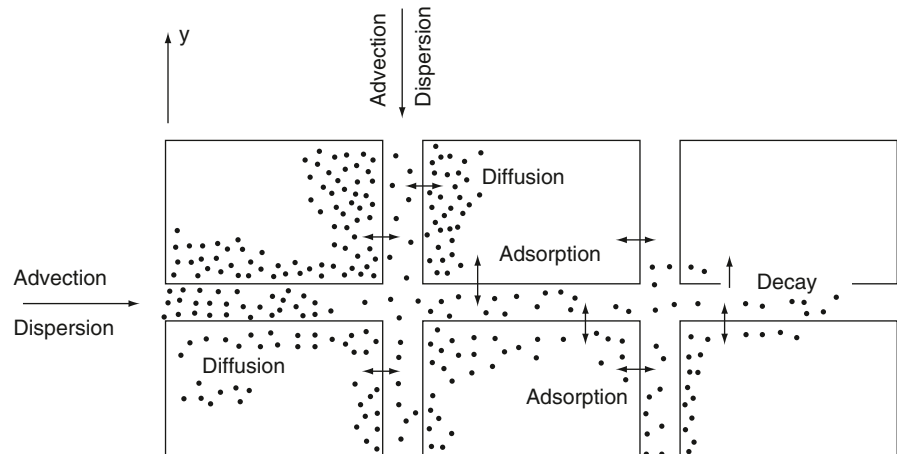 y
Advection
Dispersion
Diffusion
Adsorption
Advection
Dispersion
Decay
Diffusion
Adsorption